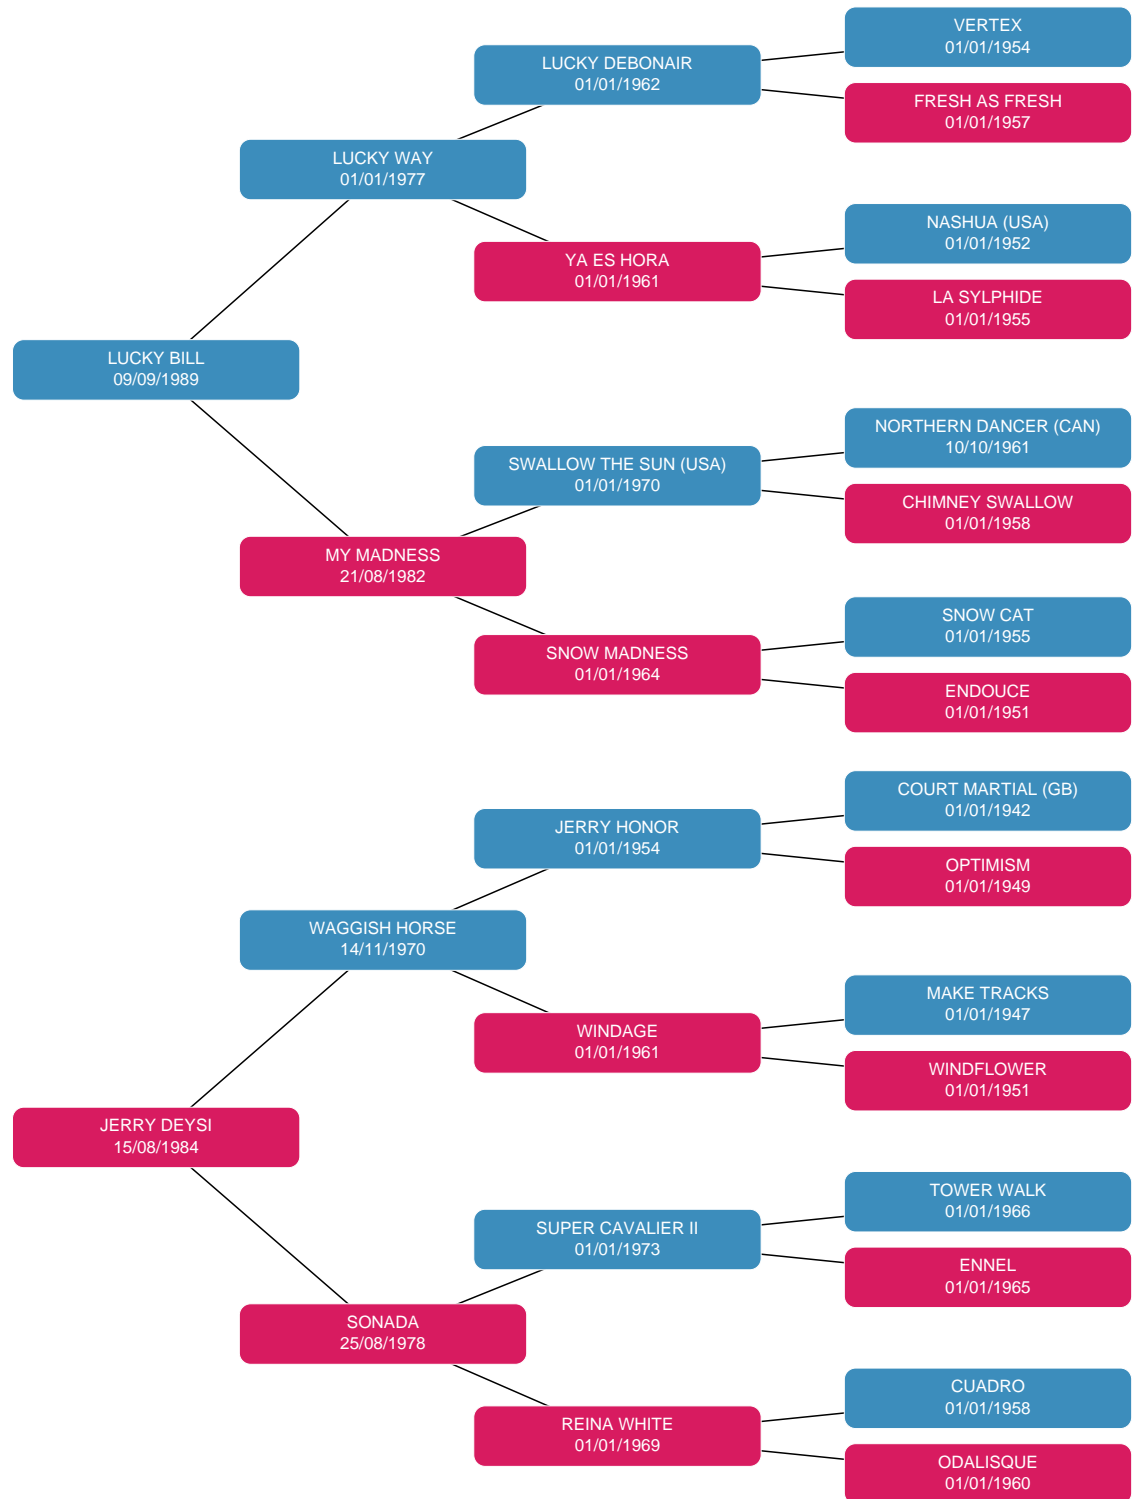 VERTEX
01/01/1954
LUCKY DEBONAIR
01/01/1962
FRESH AS FRESH
01/01/1957
LUCKY WAY
01/01/1977
NASHUA (USA)
01/01/1952
YA ES HORA
01/01/1961
LA SYLPHIDE
01/01/1955
LUCKY BILL
09/09/1989
NORTHERN DANCER (CAN)
10/10/1961
SWALLOW THE SUN (USA)
01/01/1970
CHIMNEY SWALLOW
01/01/1958
MY MADNESS
21/08/1982
SNOW CAT
01/01/1955
SNOW MADNESS
01/01/1964
ENDOUCE
01/01/1951
COURT MARTIAL (GB)
01/01/1942
JERRY HONOR
01/01/1954
OPTIMISM
01/01/1949
WAGGISH HORSE
14/11/1970
MAKE TRACKS
01/01/1947
WINDAGE
01/01/1961
WINDFLOWER
01/01/1951
JERRY DEYSI
15/08/1984
TOWER WALK
01/01/1966
SUPER CAVALIER II
01/01/1973
ENNEL
01/01/1965
SONADA
25/08/1978
CUADRO
01/01/1958
REINA WHITE
01/01/1969
ODALISQUE
01/01/1960